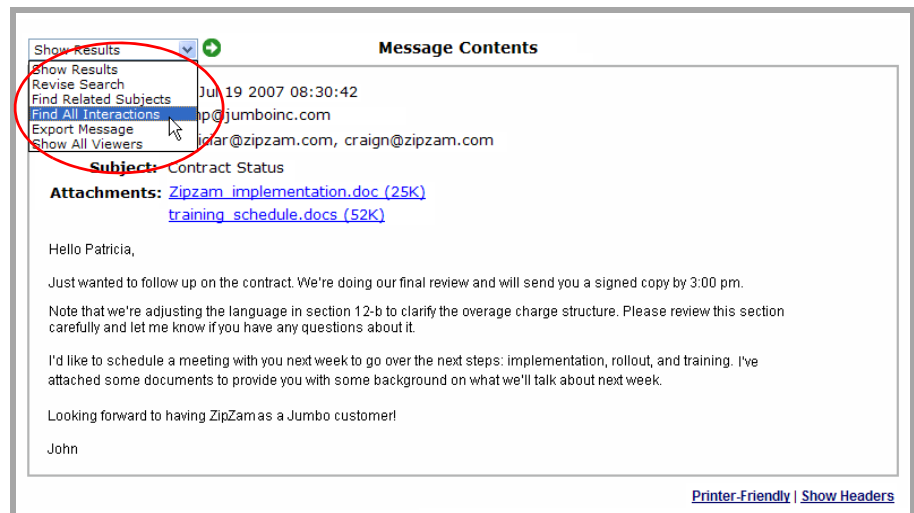 Show Results
Message Contents
Show Results
Revise Search
Find Related Subjects
Find All Interactions
Export Message
Show All Viewers
Jul 19 2007 08:30:42
@jumboinc.com
@zipzam.com, craign@zipzam.com
Subject: Contract Status
Attachments: Zipzam_implementation.doc (25K)
training_schedule.docs (52K)
Hello Patricia,
Just wanted to follow up on the contract. We're doing our final review and will send you a signed copy by 3:00 pm.
Note that we're adjusting the language in section 12-b to clarify the overage charge structure. Please review this section
carefully and let me know if you have any questions about it.
I'd like to schedule a meeting with you next week to go over the next steps: implementation, rollout, and training. I've
attached some documents to provide you with some background on what we'll talk about next week.
Looking forward to having ZipZam as a Jumbo customer!
John
Printer-Friendly | Show Headers